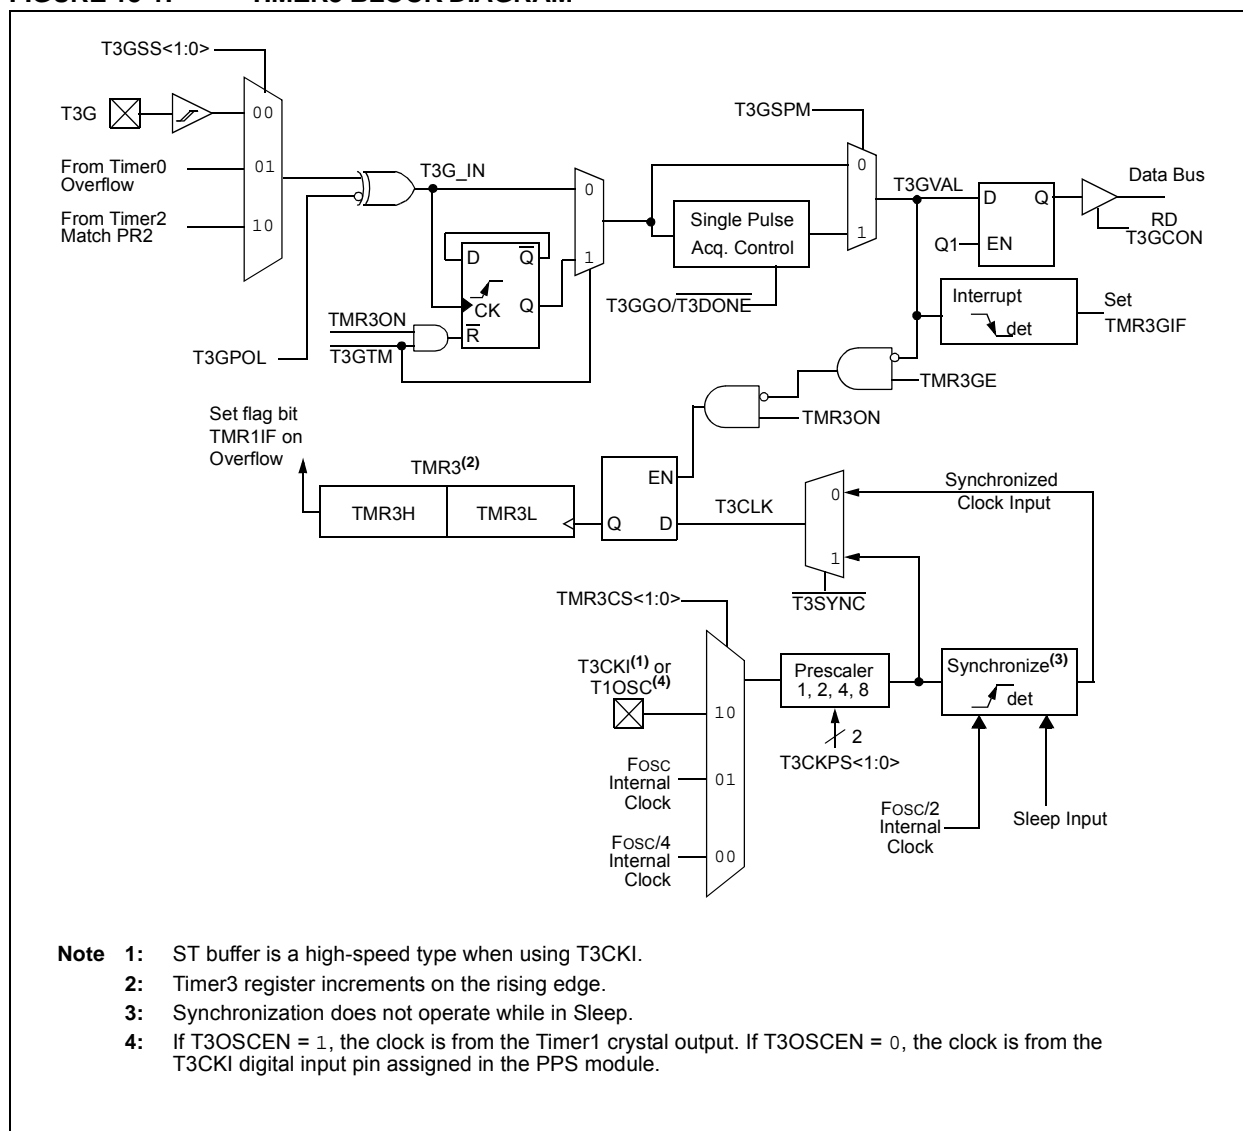 T3GSS<1:0>
T3G
00
From Timer0
Overflow
01
From Timer2
Match PR2
10
T3G_IN
T3GPOL
D
Q
CK
Q
R
TMR3ON
T3GTM
0
1
T3GSPM
Single Pulse
Acq. Control
T3GGO/T3DONE
0
1
T3GVAL
D
Q
Q1
EN
Data Bus
RD
T3GCON
Interrupt
det
Set
TMR3GIF
TMR3GE
TMR3ON
Set flag bit
TMR1IF on
Overflow
TMR3(2)
TMR3H
TMR3L
EN
Q
D
T3CLK
0
1
T3SYNC
Synchronized
Clock Input
TMR3CS<1:0>
T3CKI(1) or
T1OSC(4)
10
FOSC
Internal
Clock
01
FOSC/4
Internal
Clock
00
Prescaler
1, 2, 4, 8
2
T3CKPS<1:0>
Synchronize(3)
det
FOSC/2
Internal
Clock
Sleep Input
Note 1: ST buffer is a high-speed type when using T3CKI.
2: Timer3 register increments on the rising edge.
3: Synchronization does not operate while in Sleep.
4: If T3OSCEN = 1, the clock is from the Timer1 crystal output. If T3OSCEN = 0, the clock is from the
T3CKI digital input pin assigned in the PPS module.